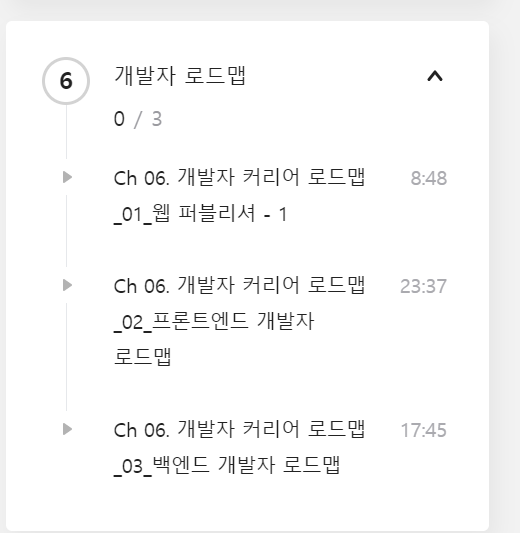 6
개발자 로드맵
0 / 3
Ch 06. 개발자 커리어 로드맵 8:48
_01_웹 퍼블리셔 - 1
Ch 06. 개발자 커리어 로드맵 23:37
_02_프론트엔드 개발자
로드맵
Ch 06. 개발자 커리어 로드맵 17:45
_03_백엔드 개발자 로드맵